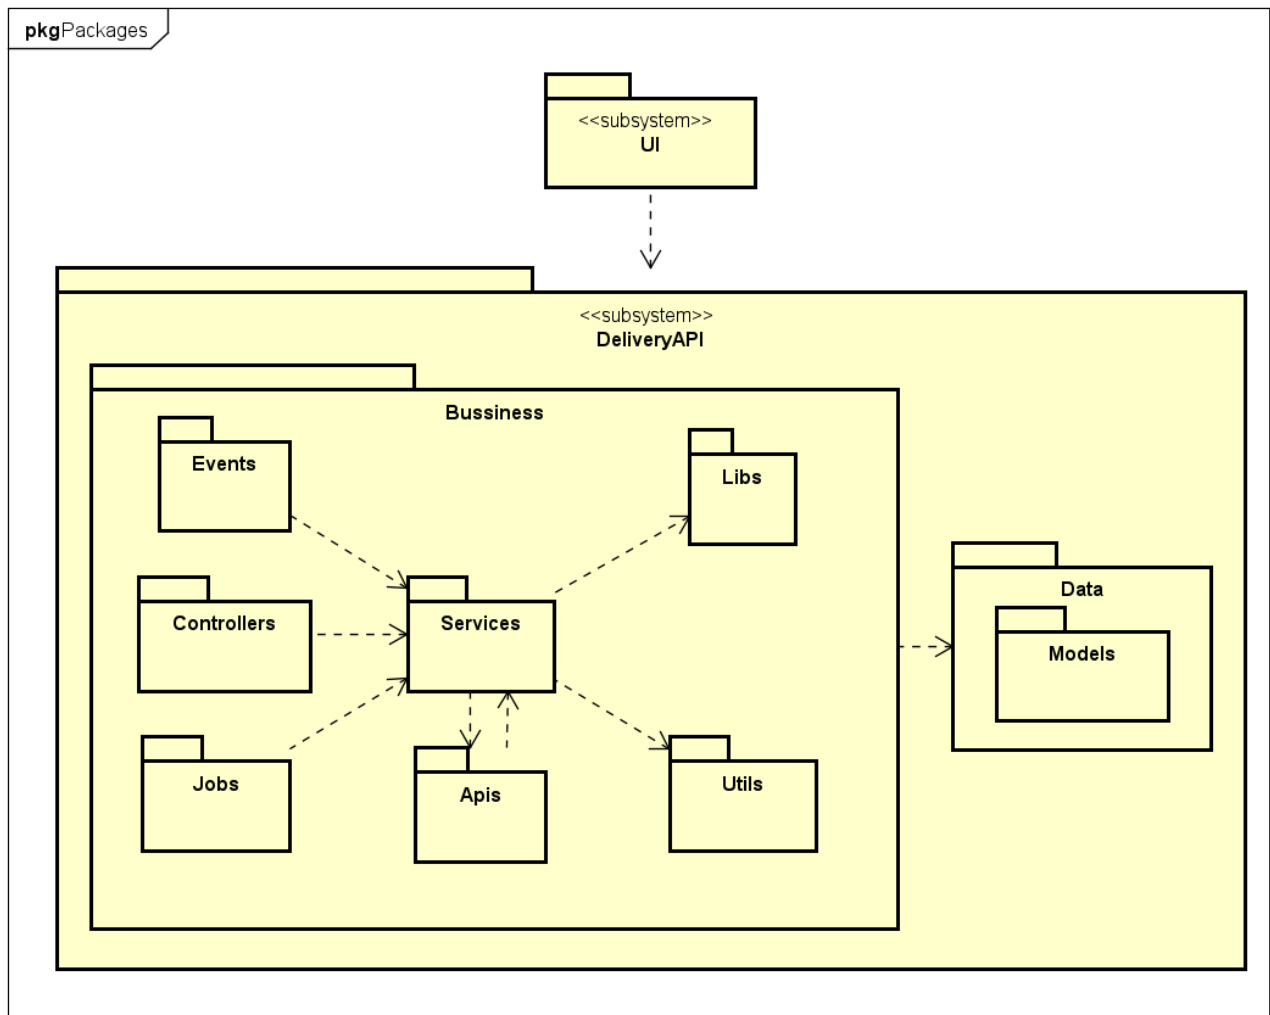 pkgPackages
<<subsystem>>
UI
<<subsystem>>
DeliveryAPI
Bussiness
Events
Libs
Controllers
Services
Jobs
Apis
Utils
Data
Models